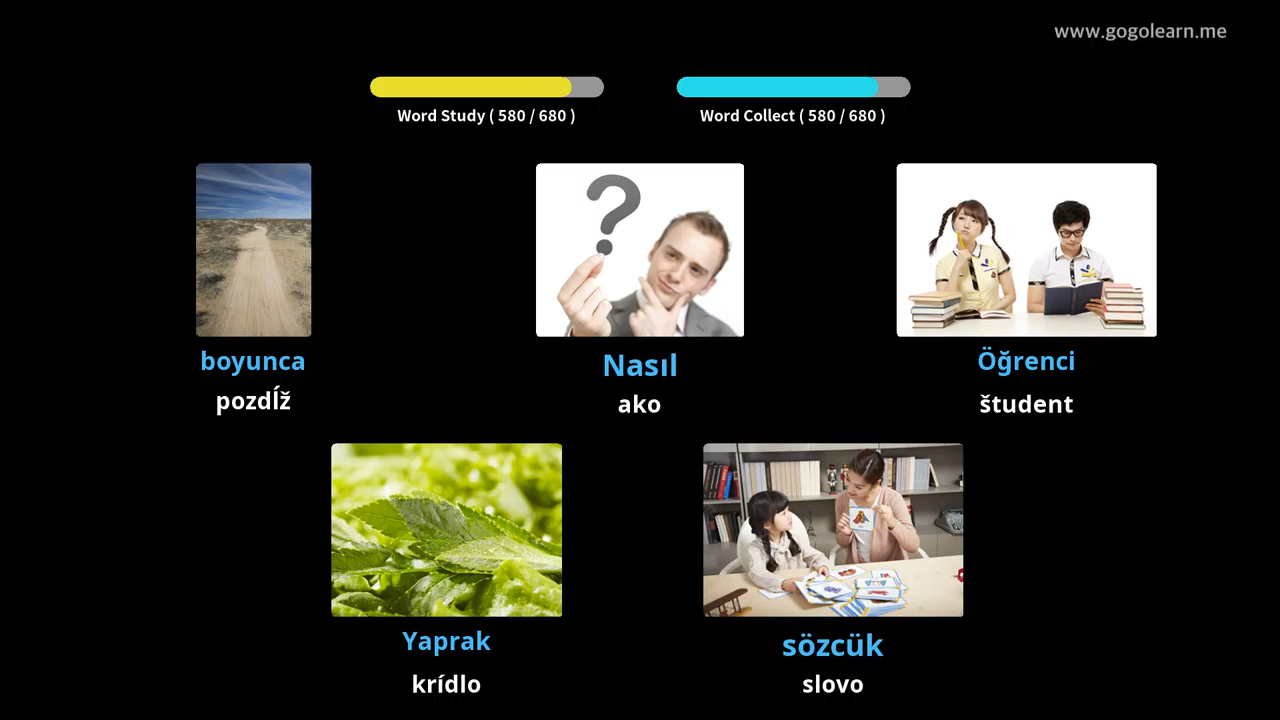 www.gogolearn.me
Word Study ( 580 / 680 )
Word Collect ( 580 / 680 )
boyunca
pozdĺž
Nasıl
ako
Öğrenci
študent
Yaprak
krídlo
sözcük
slovo